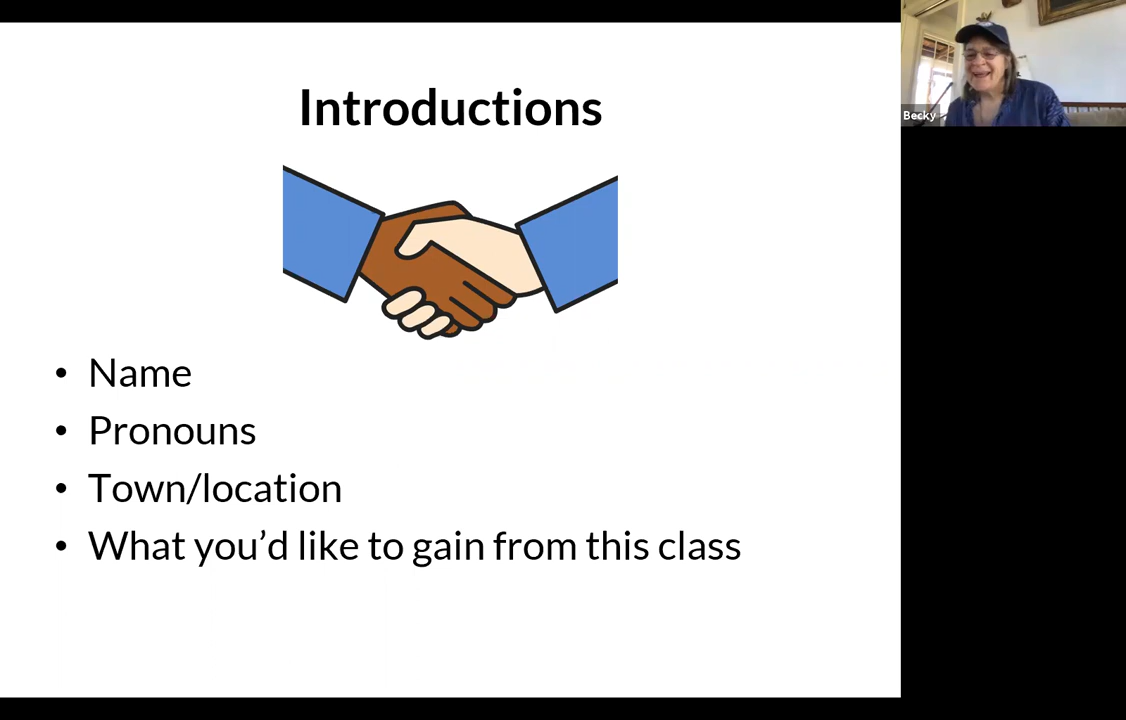 Introductions
Becky
• Name
• Pronouns
• Town/location
• What you’d like to gain from this class